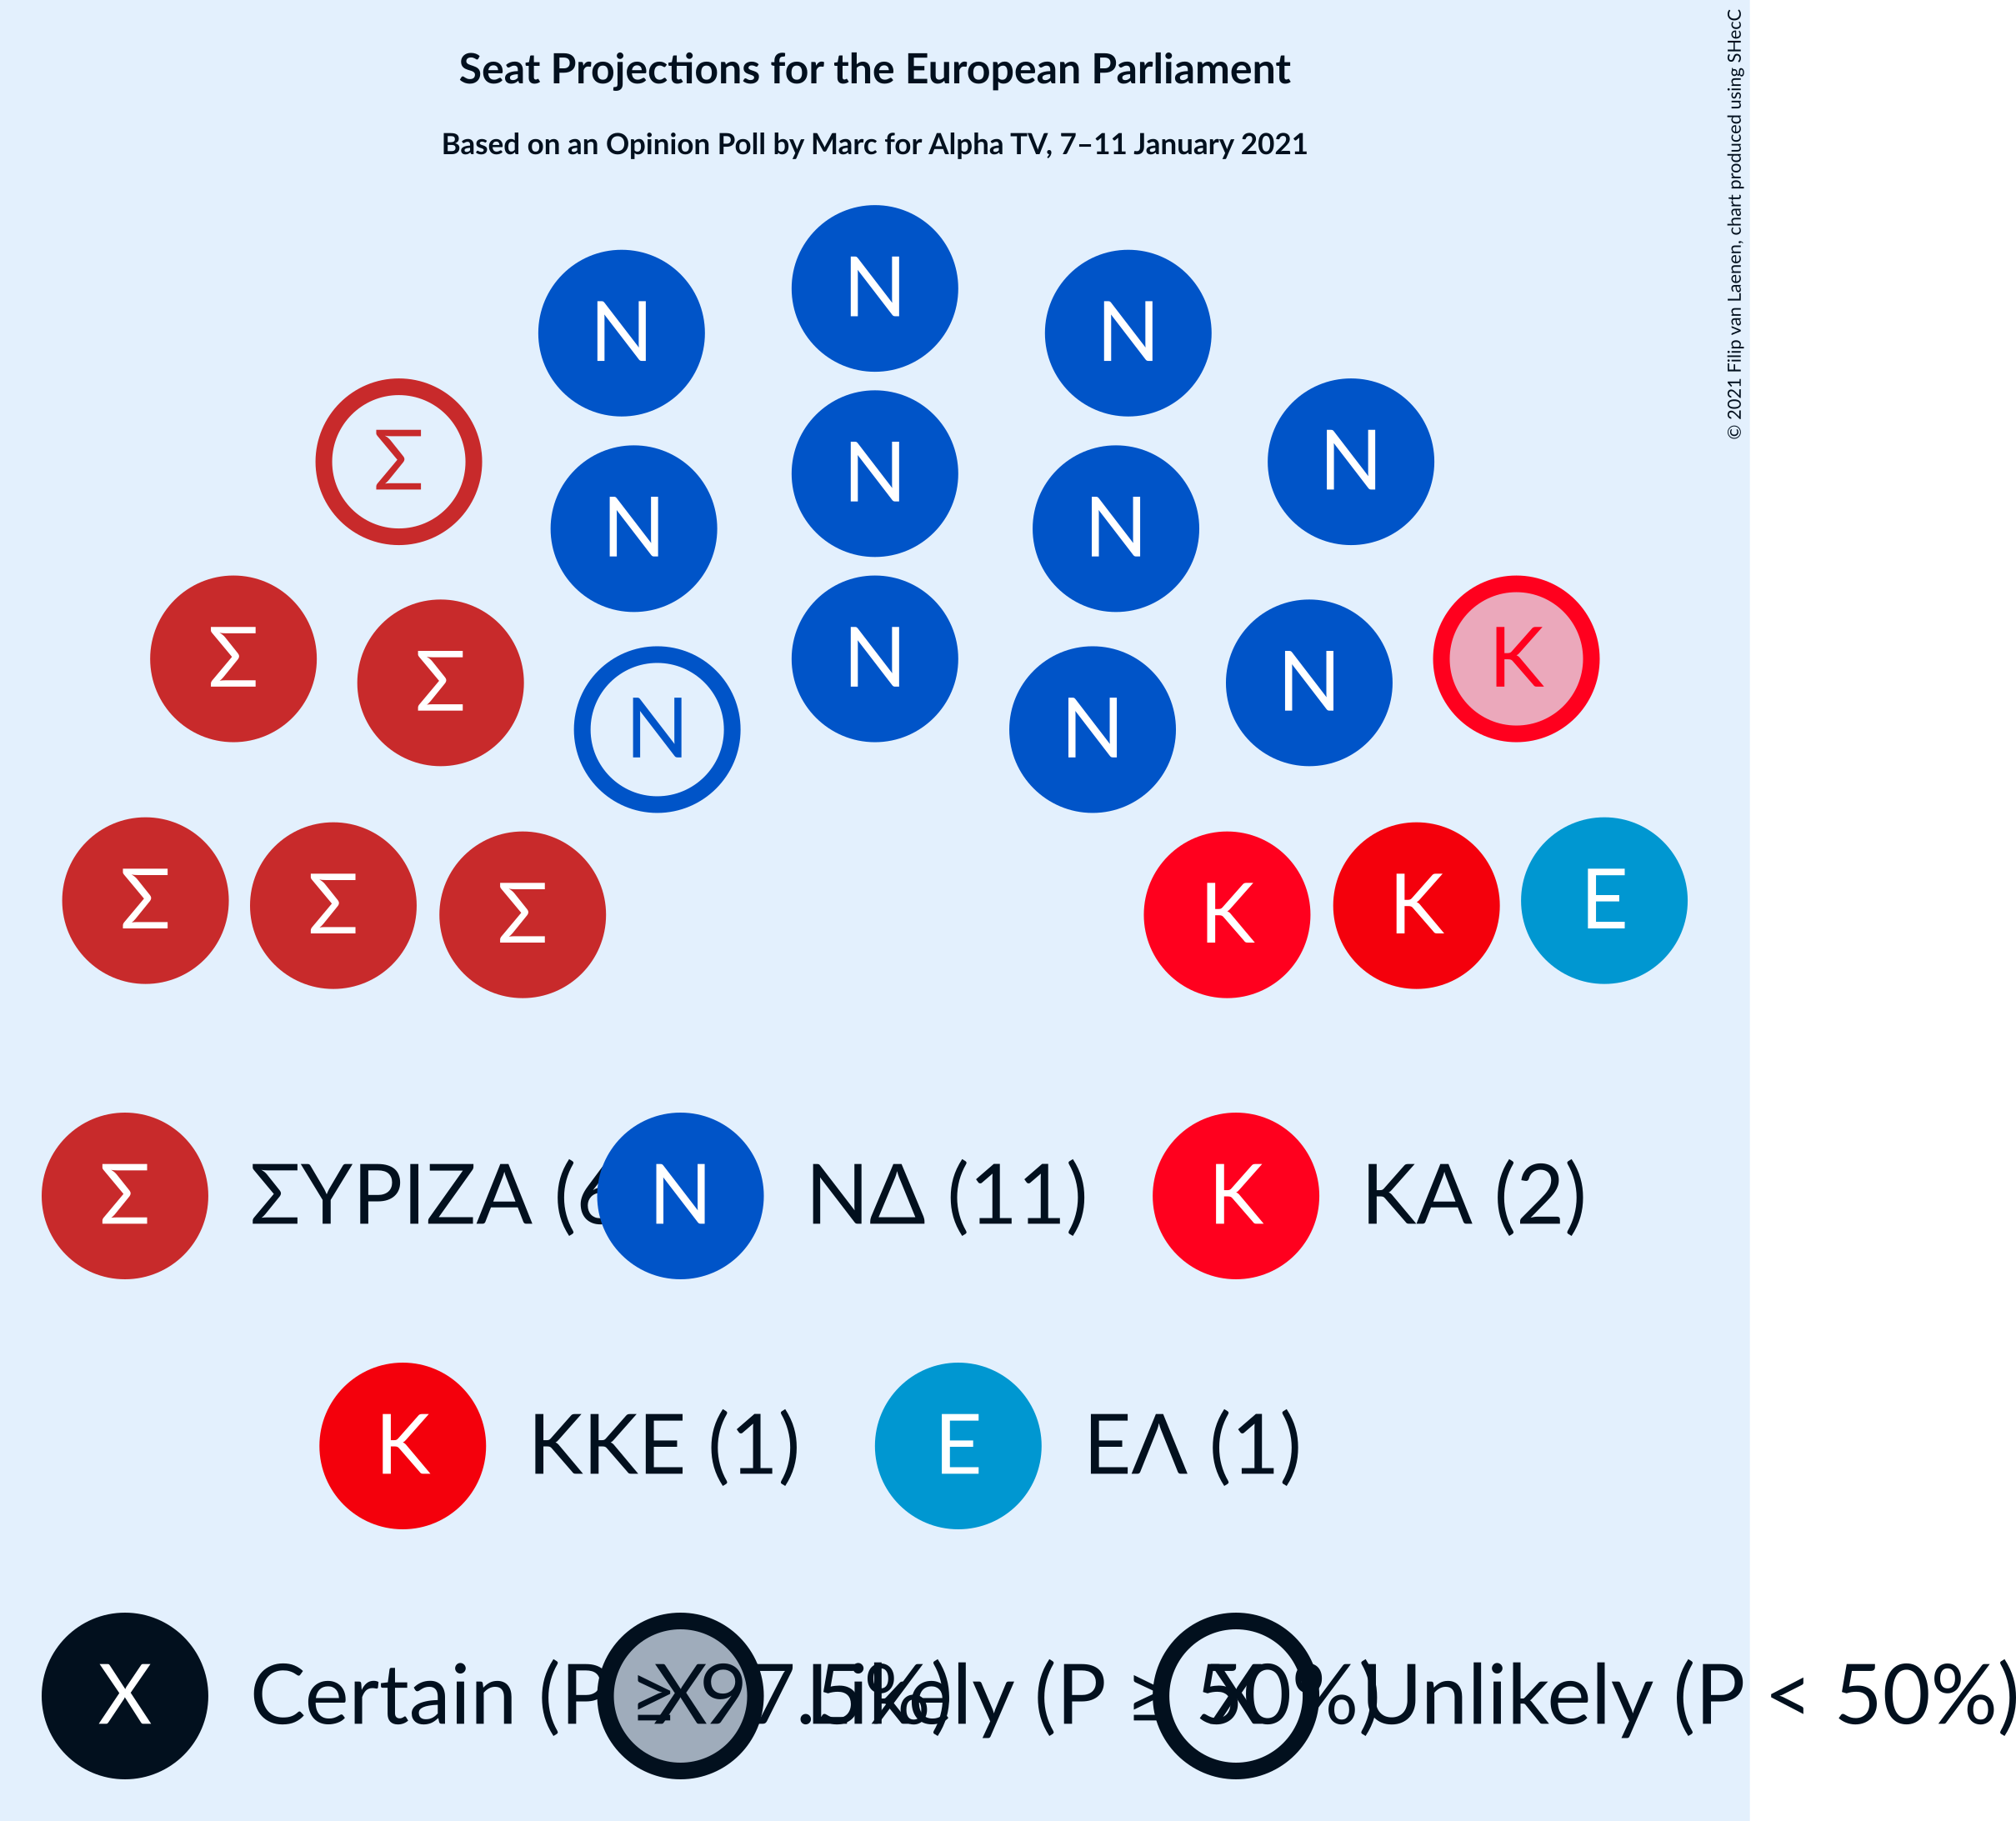 Seat Projections for the European Parliament
Based on an Opinion Poll by Marc for Alpha TV, 7–11 January 2021
© 2021 Filip van Laenen, chart produced using SHecC
N
N N
Σ N N
N N
Σ N Κ
Σ N
N N
Σ Σ Σ Κ Κ Ε
Σ ΣΥΡΙΖΑ N ΝΔ (11) Κ ΚΑ (2)
Κ ΚΚΕ (1) Ε ΕΛ (1)
X Certain (P ≥ 97.5%) X Likely (P ≥ 50%) X Unlikely (P < 50%)